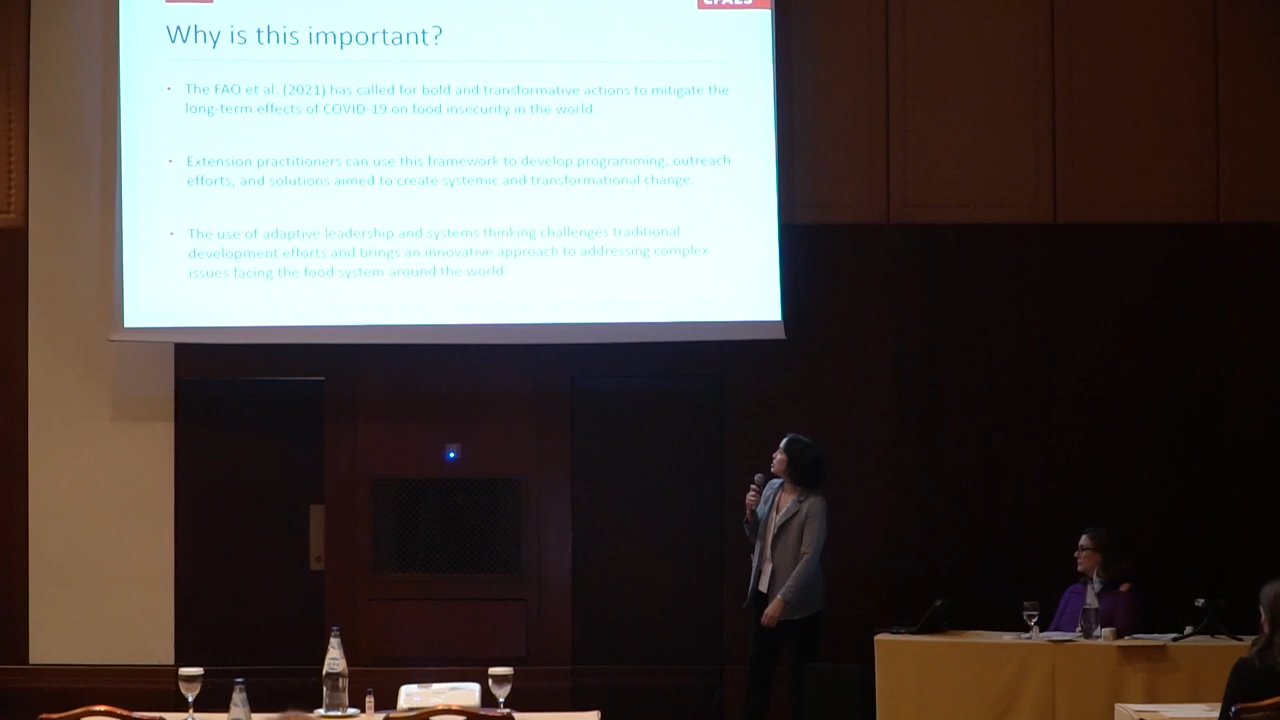 CFAES
Why is this important?
• The FAO et al. (2021) has called for bold and transformative actions to mitigate the
long-term effects of COVID-19 on food insecurity in the world.
• Extension practitioners can use this framework to develop programming, outreach
efforts, and solutions aimed to create systemic and transformational change.
• The use of adaptive leadership and systems thinking challenges traditional
development efforts and brings an innovative approach to addressing complex
issues facing the food system around the world.